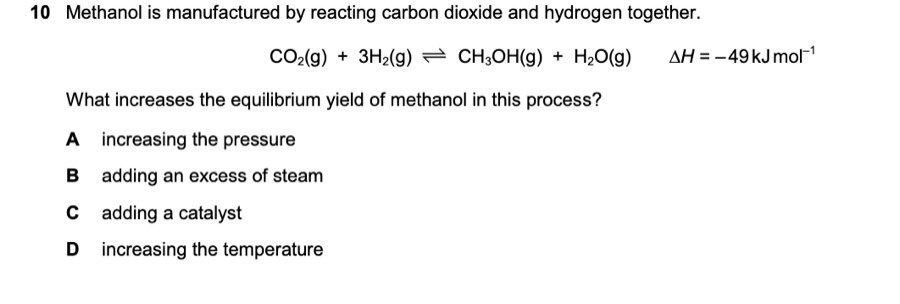 10 Methanol is manufactured by reacting carbon dioxide and hydrogen together.
CO₂(g) + 3H₂(g) ⇌ CH₃OH(g) + H₂O(g) ΔH = –49 kJ mol⁻¹
What increases the equilibrium yield of methanol in this process?
A increasing the pressure
B adding an excess of steam
C adding a catalyst
D increasing the temperature